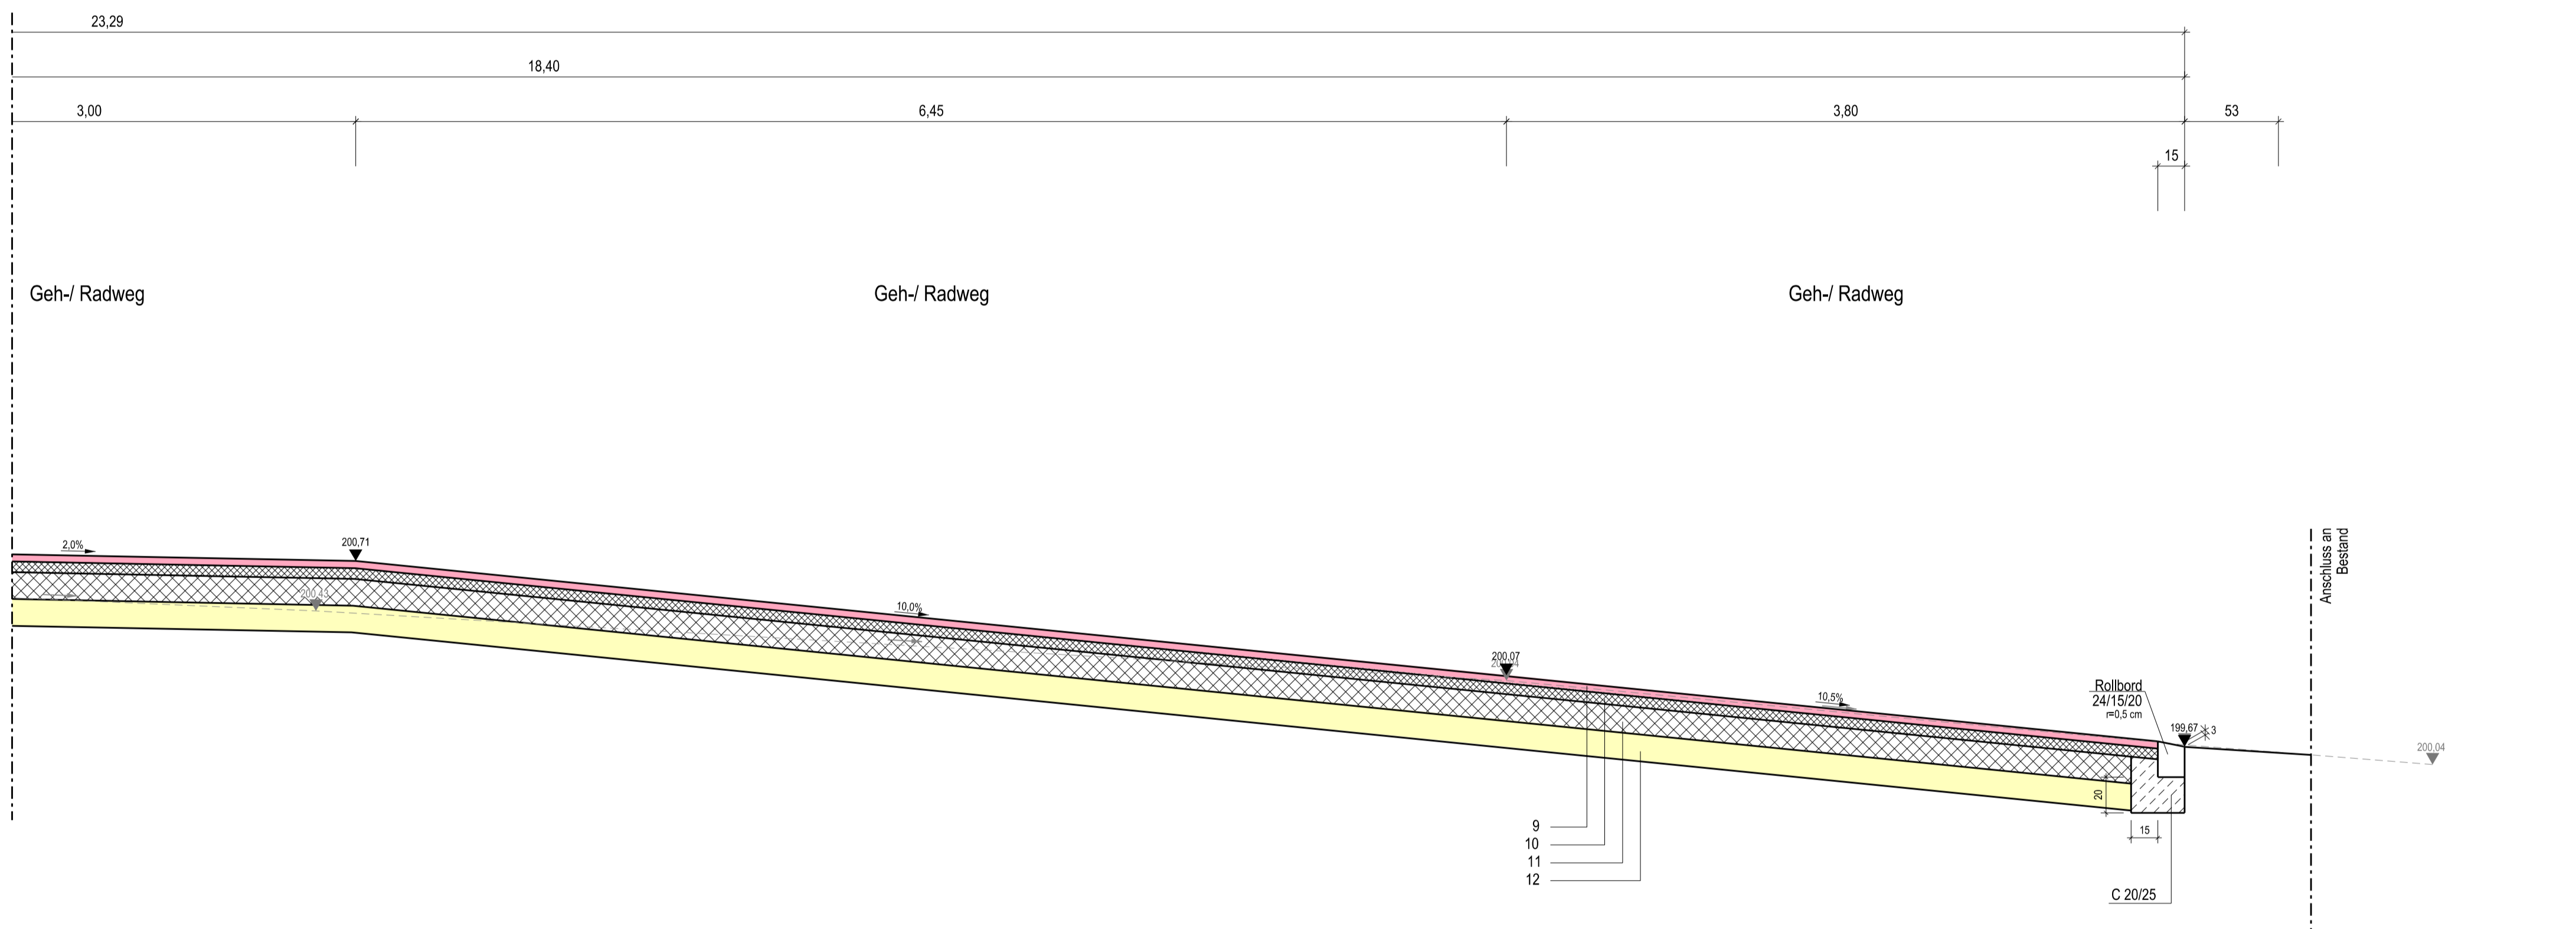 23,29
18,40
3,00
6,45
3,80
53
15
Geh-/ Radweg
Geh-/ Radweg
Geh-/ Radweg
2,0%
200,71
200,43
10,0%
200,07
10,5%
Rollbord
24/15/20
r=0,5 cm
199,67
3
200,04
Anschluss an
Bestand
20
15
9
10
11
12
C 20/25